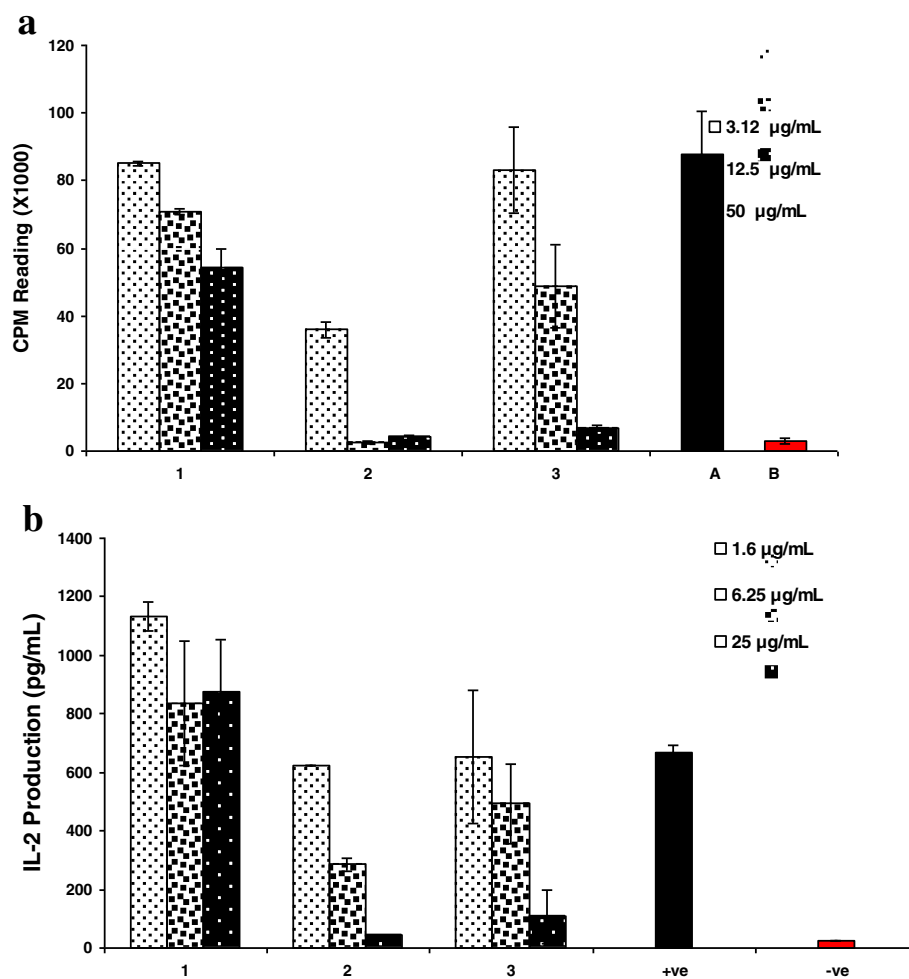 a
120
100
80
60
40
20
0
CPM Reading (X1000)
3.12 µg/mL
12.5 µg/mL
50 µg/mL
1 2 3 A B
b
1400
1200
1000
800
600
400
200
0
IL-2 Production (pg/mL)
1.6 µg/mL
6.25 µg/mL
25 µg/mL
1 2 3 +ve -ve